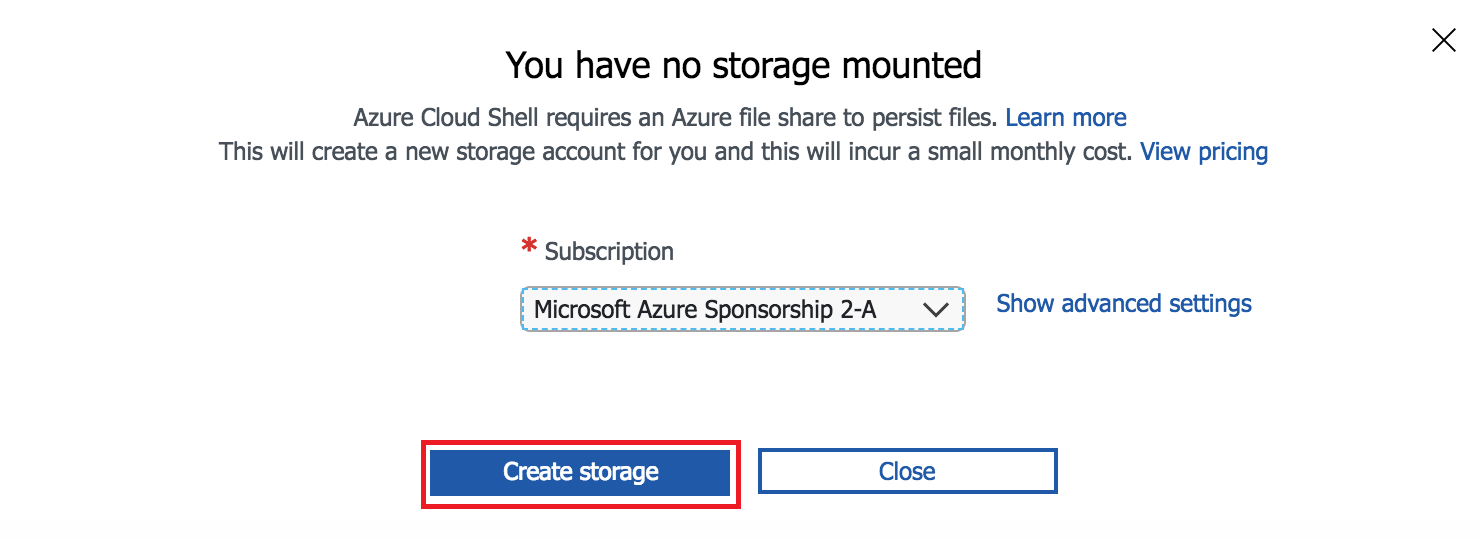 You have no storage mounted
Azure Cloud Shell requires an Azure file share to persist files. Learn more
This will create a new storage account for you and this will incur a small monthly cost. View pricing
* Subscription
Microsoft Azure Sponsorship 2-A
Show advanced settings
Create storage
Close